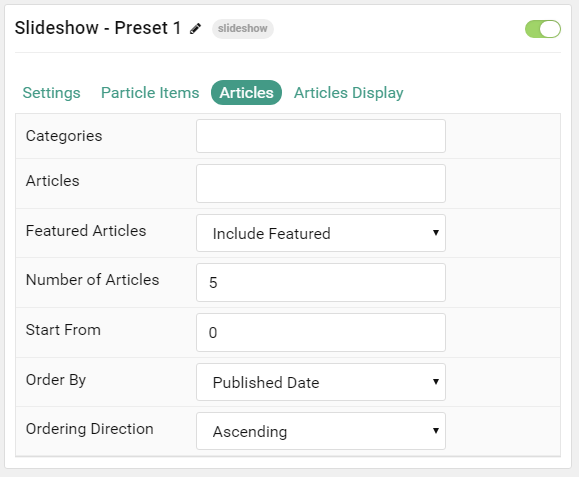 Slideshow - Preset 1 slideshow
Settings Particle Items Articles Articles Display
Categories
Articles
Featured Articles Include Featured
Number of Articles 5
Start From 0
Order By Published Date
Ordering Direction Ascending